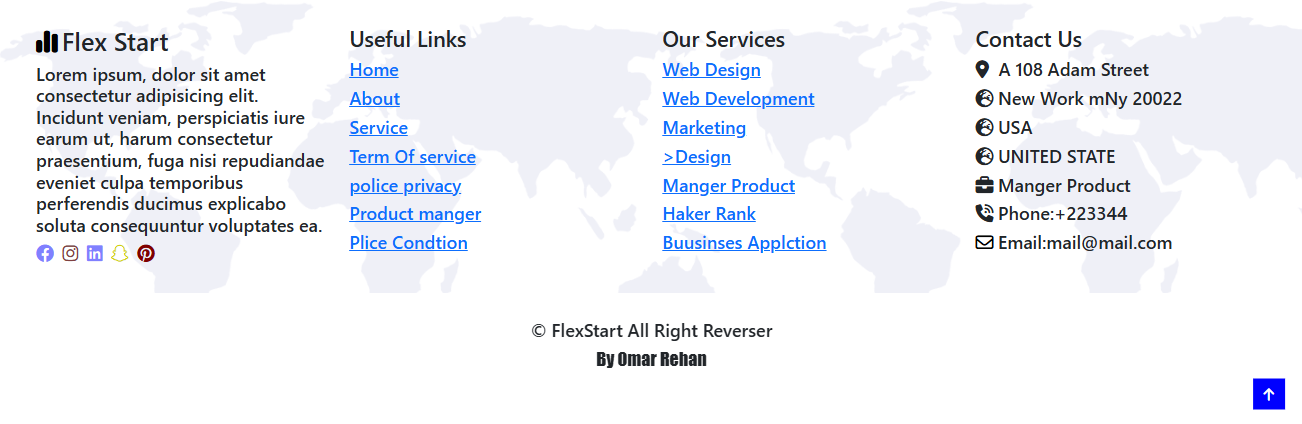 Flex Start
Lorem ipsum, dolor sit amet
consectetur adipisicing elit.
Incidunt veniam, perspiciatis iure
earum ut, harum consectetur
praesentium, fuga nisi repudiandae
eveniet culpa temporibus
perferendis ducimus explicabo
soluta consequuntur voluptates ea.
Useful Links
Home
About
Service
Term Of service
police privacy
Product manger
Plice Condtion
Our Services
Web Design
Web Development
Marketing
>Design
Manger Product
Haker Rank
Buusinses Applction
Contact Us
A 108 Adam Street
New Work mNy 20022
USA
UNITED STATE
Manger Product
Phone:+223344
Email:mail@mail.com
© FlexStart All Right Reverser
By Omar Rehan